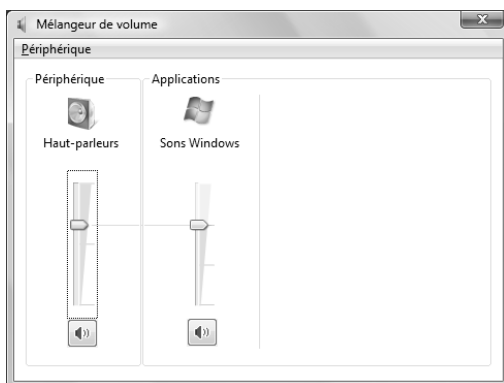 Mélangeur de volume
Périphérique
Périphérique
Applications
Haut-parleurs
Sons Windows